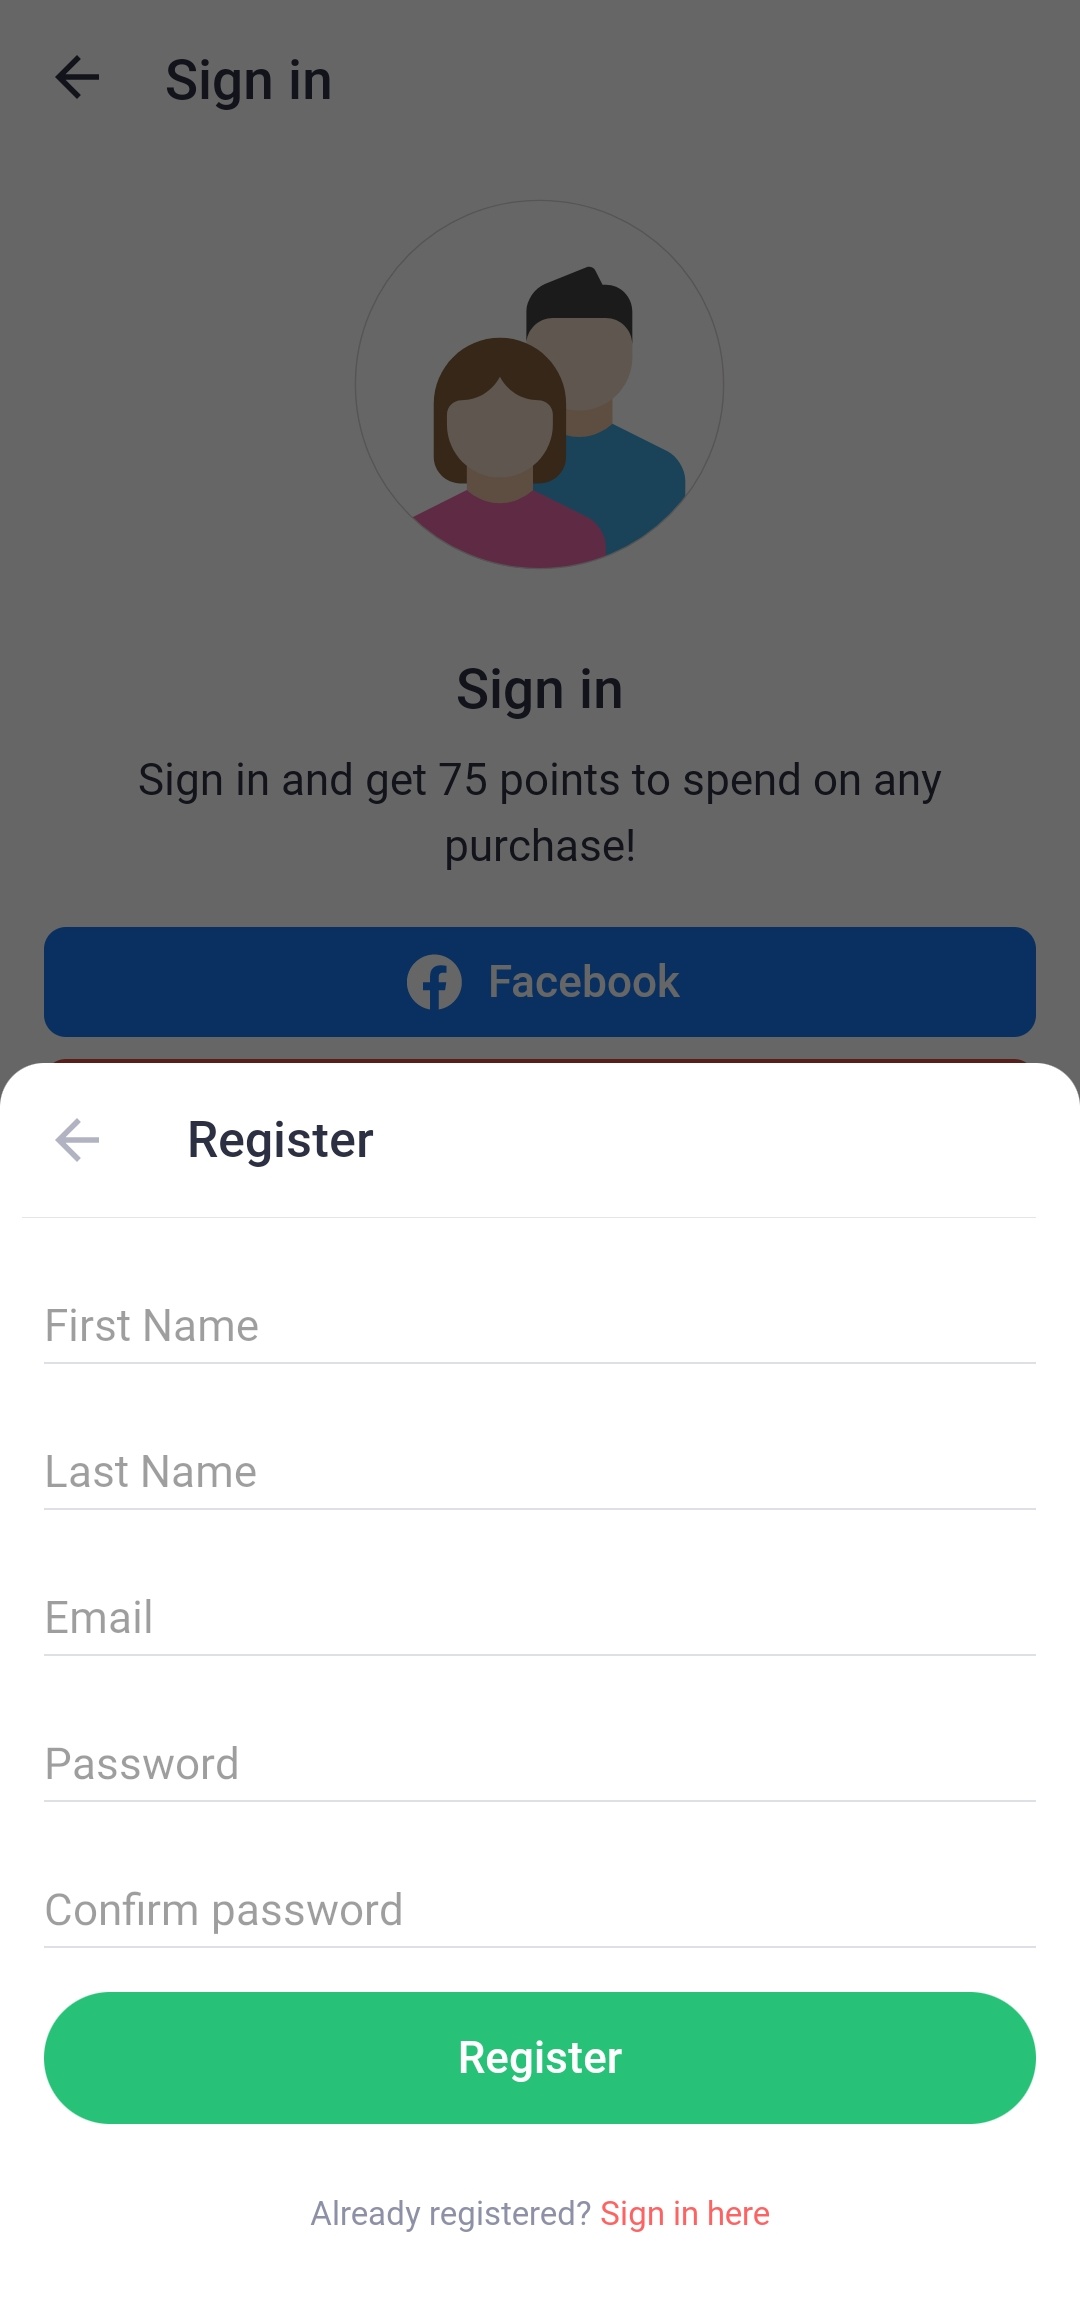 Sign in
Sign in
Sign in and get 75 points to spend on any
purchase!
Facebook
Register
First Name
Last Name
Email
Password
Confirm password
Register
Already registered? Sign in here